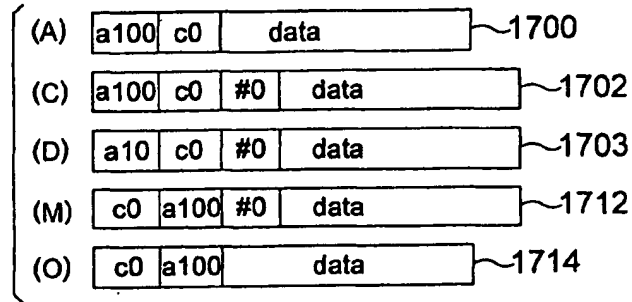 (A) a100 c0 data 1700
(C) a100 c0 #0 data 1702
(D) a10 c0 #0 data 1703
(M) c0 a100 #0 data 1712
(O) c0 a100 data 1714